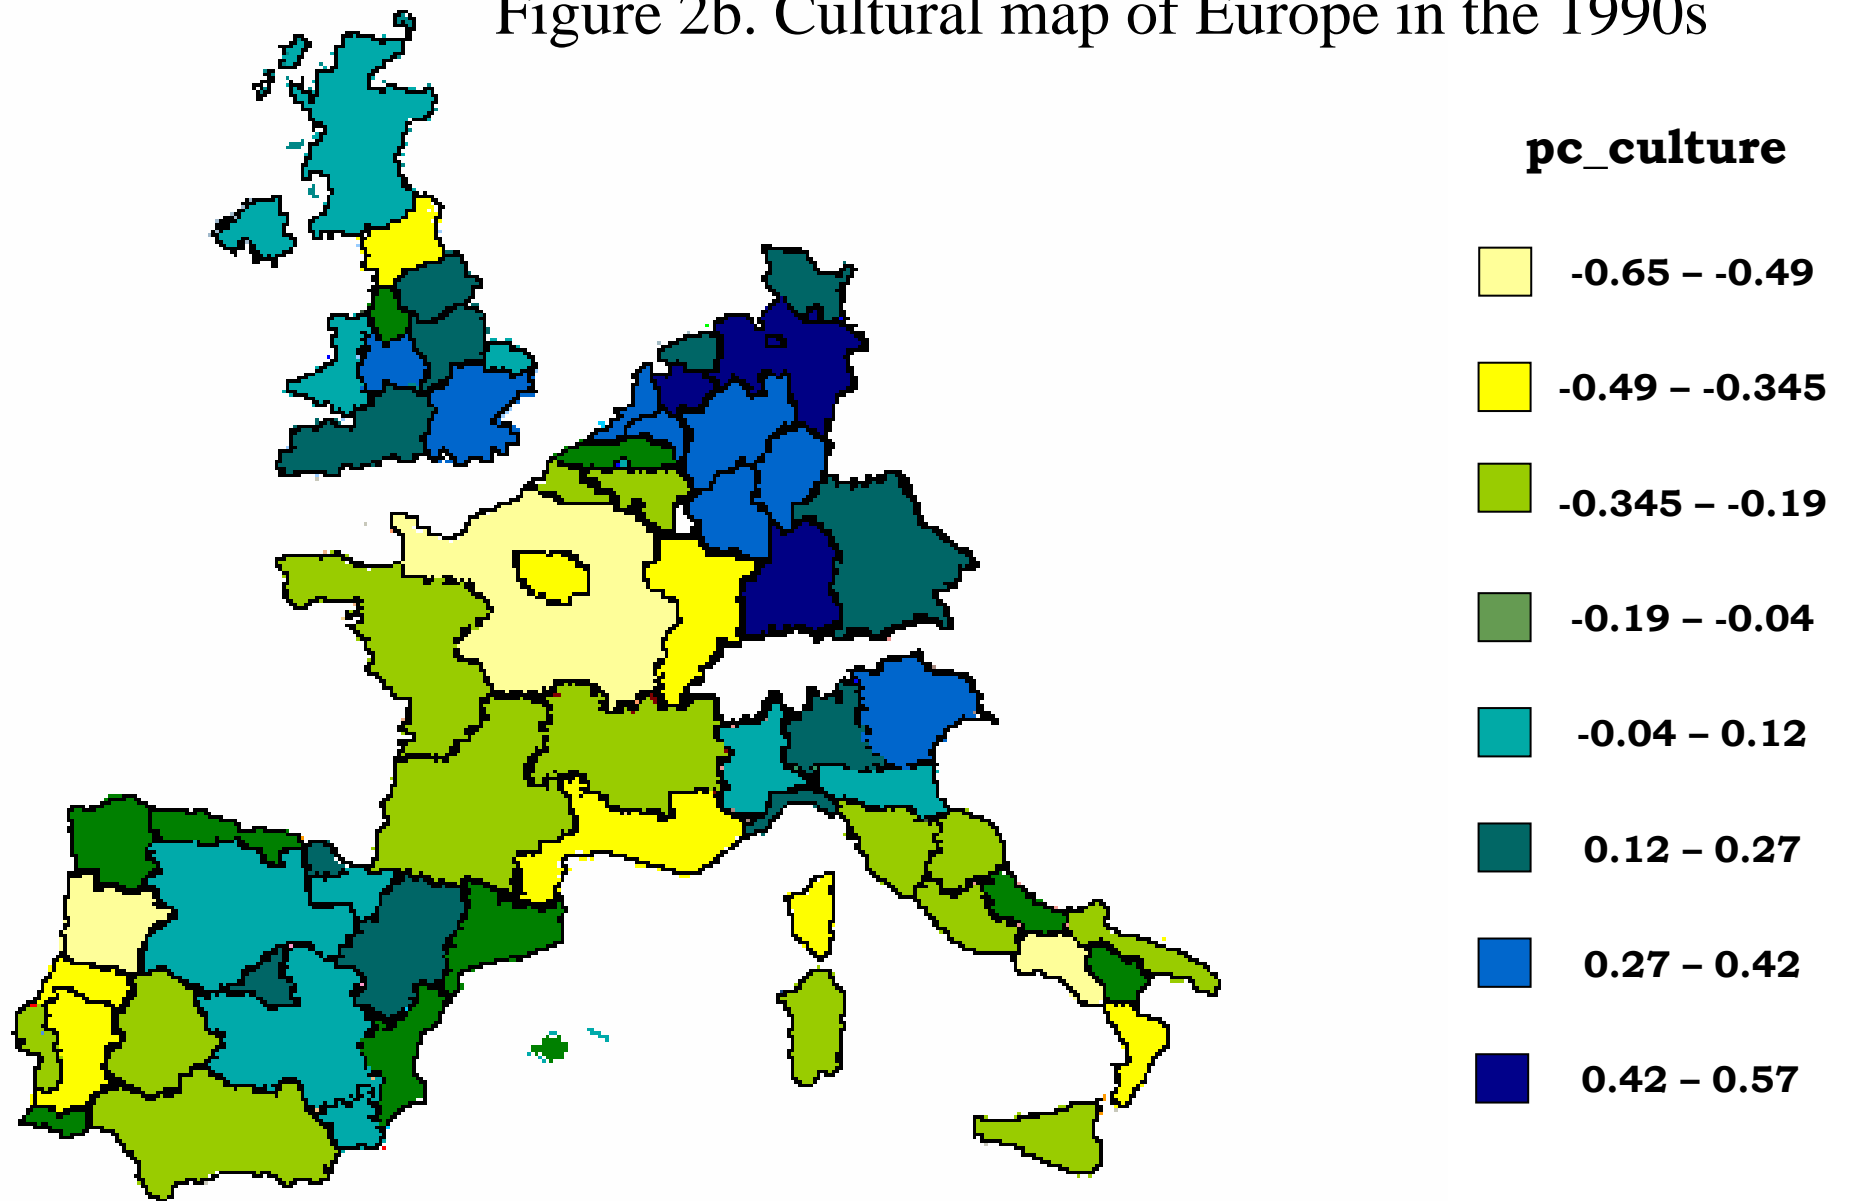 Figure 2b. Cultural map of Europe in the 1990s
pc_culture
-0.65 – -0.49
-0.49 – -0.345
-0.345 – -0.19
-0.19 – -0.04
-0.04 – 0.12
0.12 – 0.27
0.27 – 0.42
0.42 – 0.57